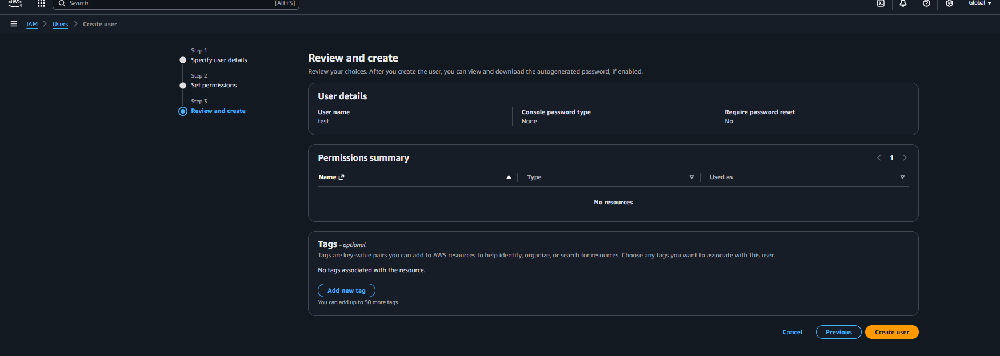 aws
Search [Alt+S] Global
IAM Users Create user
Step 1
Specify user details
Step 2
Set permissions
Step 3
Review and create
Review and create
Review your choices. After you create the user, you can view and download the autogenerated password, if enabled.
User details
User name Console password type Require password reset
test None No
Permissions summary 1
Name Type Used as
No resources
Tags - optional
Tags are key-value pairs you can add to AWS resources to help identify, organize, or search for resources. Choose any tags you want to associate with this user.
No tags associated with the resource.
Add new tag
You can add up to 50 more tags.
Cancel Previous Create user